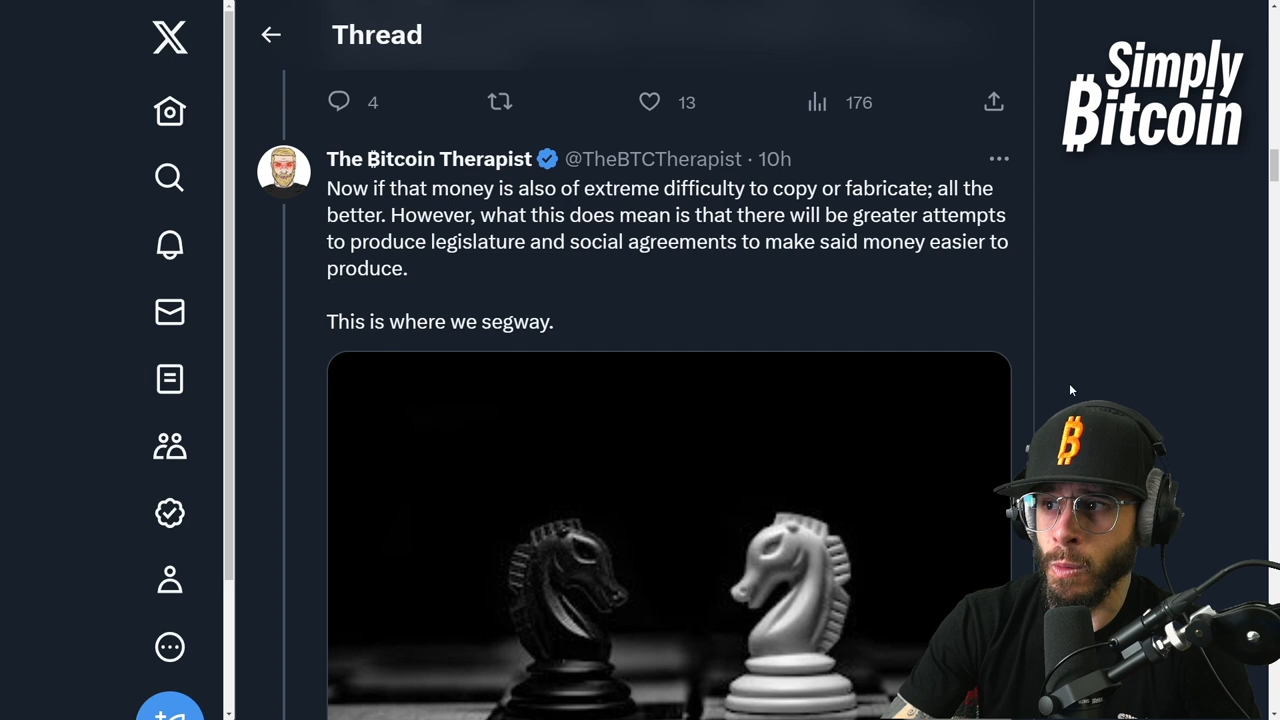 Thread
Simply
₿itcoin
4
13
176
The ₿itcoin Therapist @TheBTCTherapist · 10h
Now if that money is also of extreme difficulty to copy or fabricate; all the
better. However, what this does mean is that there will be greater attempts
to produce legislature and social agreements to make said money easier to
produce.
This is where we segway.